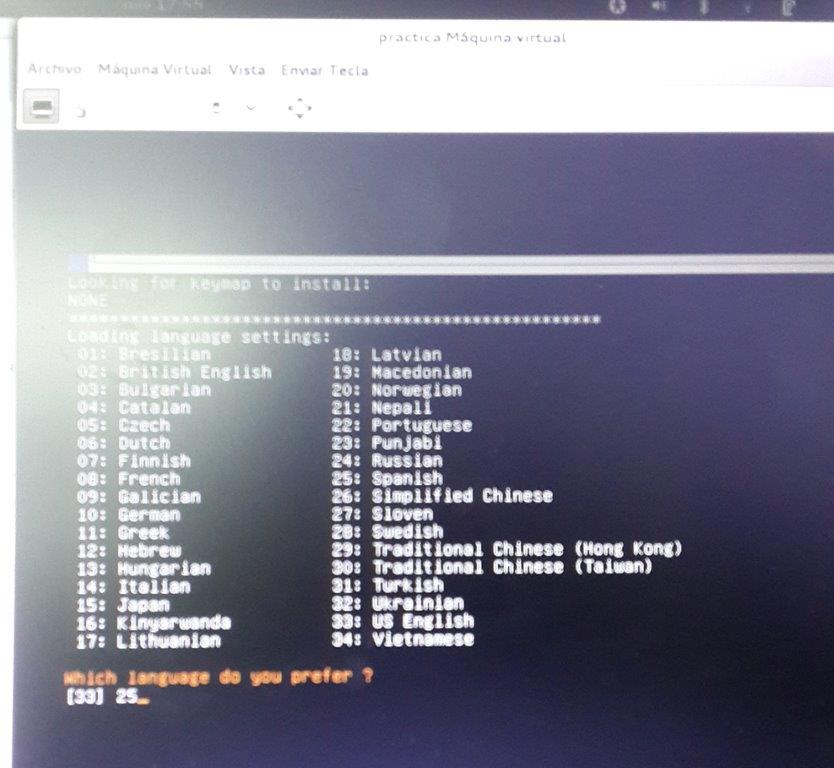 practica Máquina virtual
Archivo Máquina Virtual Vista Enviar Tecla
Looking for keymap to install:
NONE
Loading language settings:
01: Bresilian 18: Latvian
02: British English 19: Macedonian
03: Bulgarian 20: Norwegian
04: Catalan 21: Nepali
05: Czech 22: Portuguese
06: Dutch 23: Punjabi
07: Finnish 24: Russian
08: French 25: Spanish
09: Galician 26: Simplified Chinese
10: German 27: Sloven
11: Greek 28: Swedish
12: Hebrew 29: Traditional Chinese (Hong Kong)
13: Hungarian 30: Traditional Chinese (Taiwan)
14: Italian 31: Turkish
15: Japan 32: Ukrainian
16: Kinyarwanda 33: US English
17: Lithuanian 34: Vietnamese
Which language do you prefer ?
[33] 25_